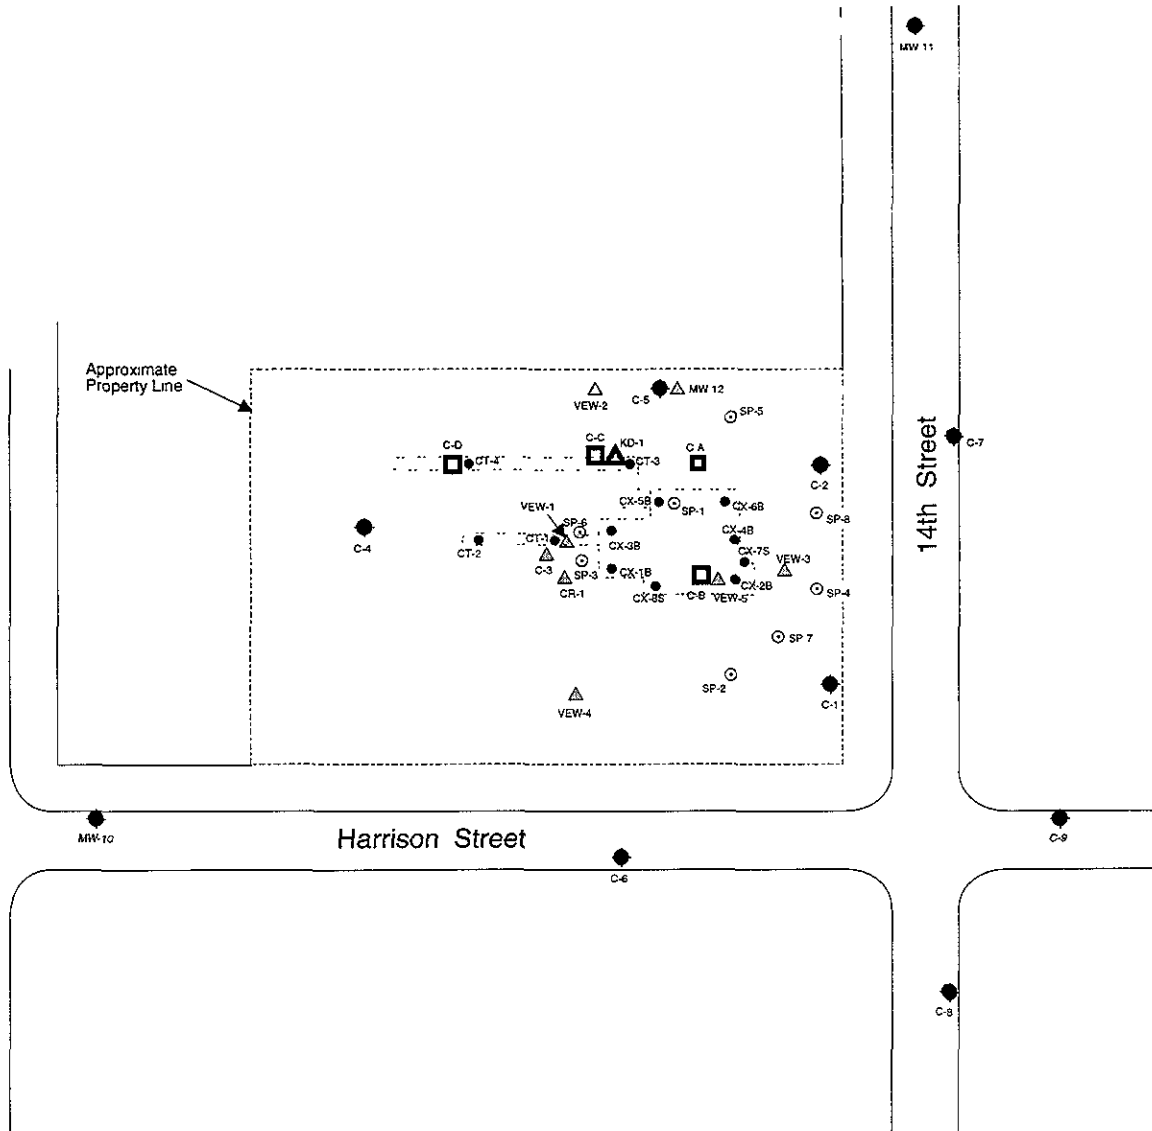 MW 11
Approximate
Property Line
VEW-2
C-5
MW 12
SP-5
C-7
C-D
C-C
KD-1
C A
CT-4
CT-3
C-2
14th Street
VEW-1
CX-5B
SP-1
CX-6B
SP-8
SP-6
C-4
CT-2
CT-1
CX-3B
CX-4B
CX-7S
VEW-3
C-3
SP-3
CX-1B
CR-1
CX-8S
C-B
VEW-5
CX-2B
SP-4
SP 7
SP-2
C-1
VEW-4
MW-10
Harrison Street
C-6
C-9
C-8